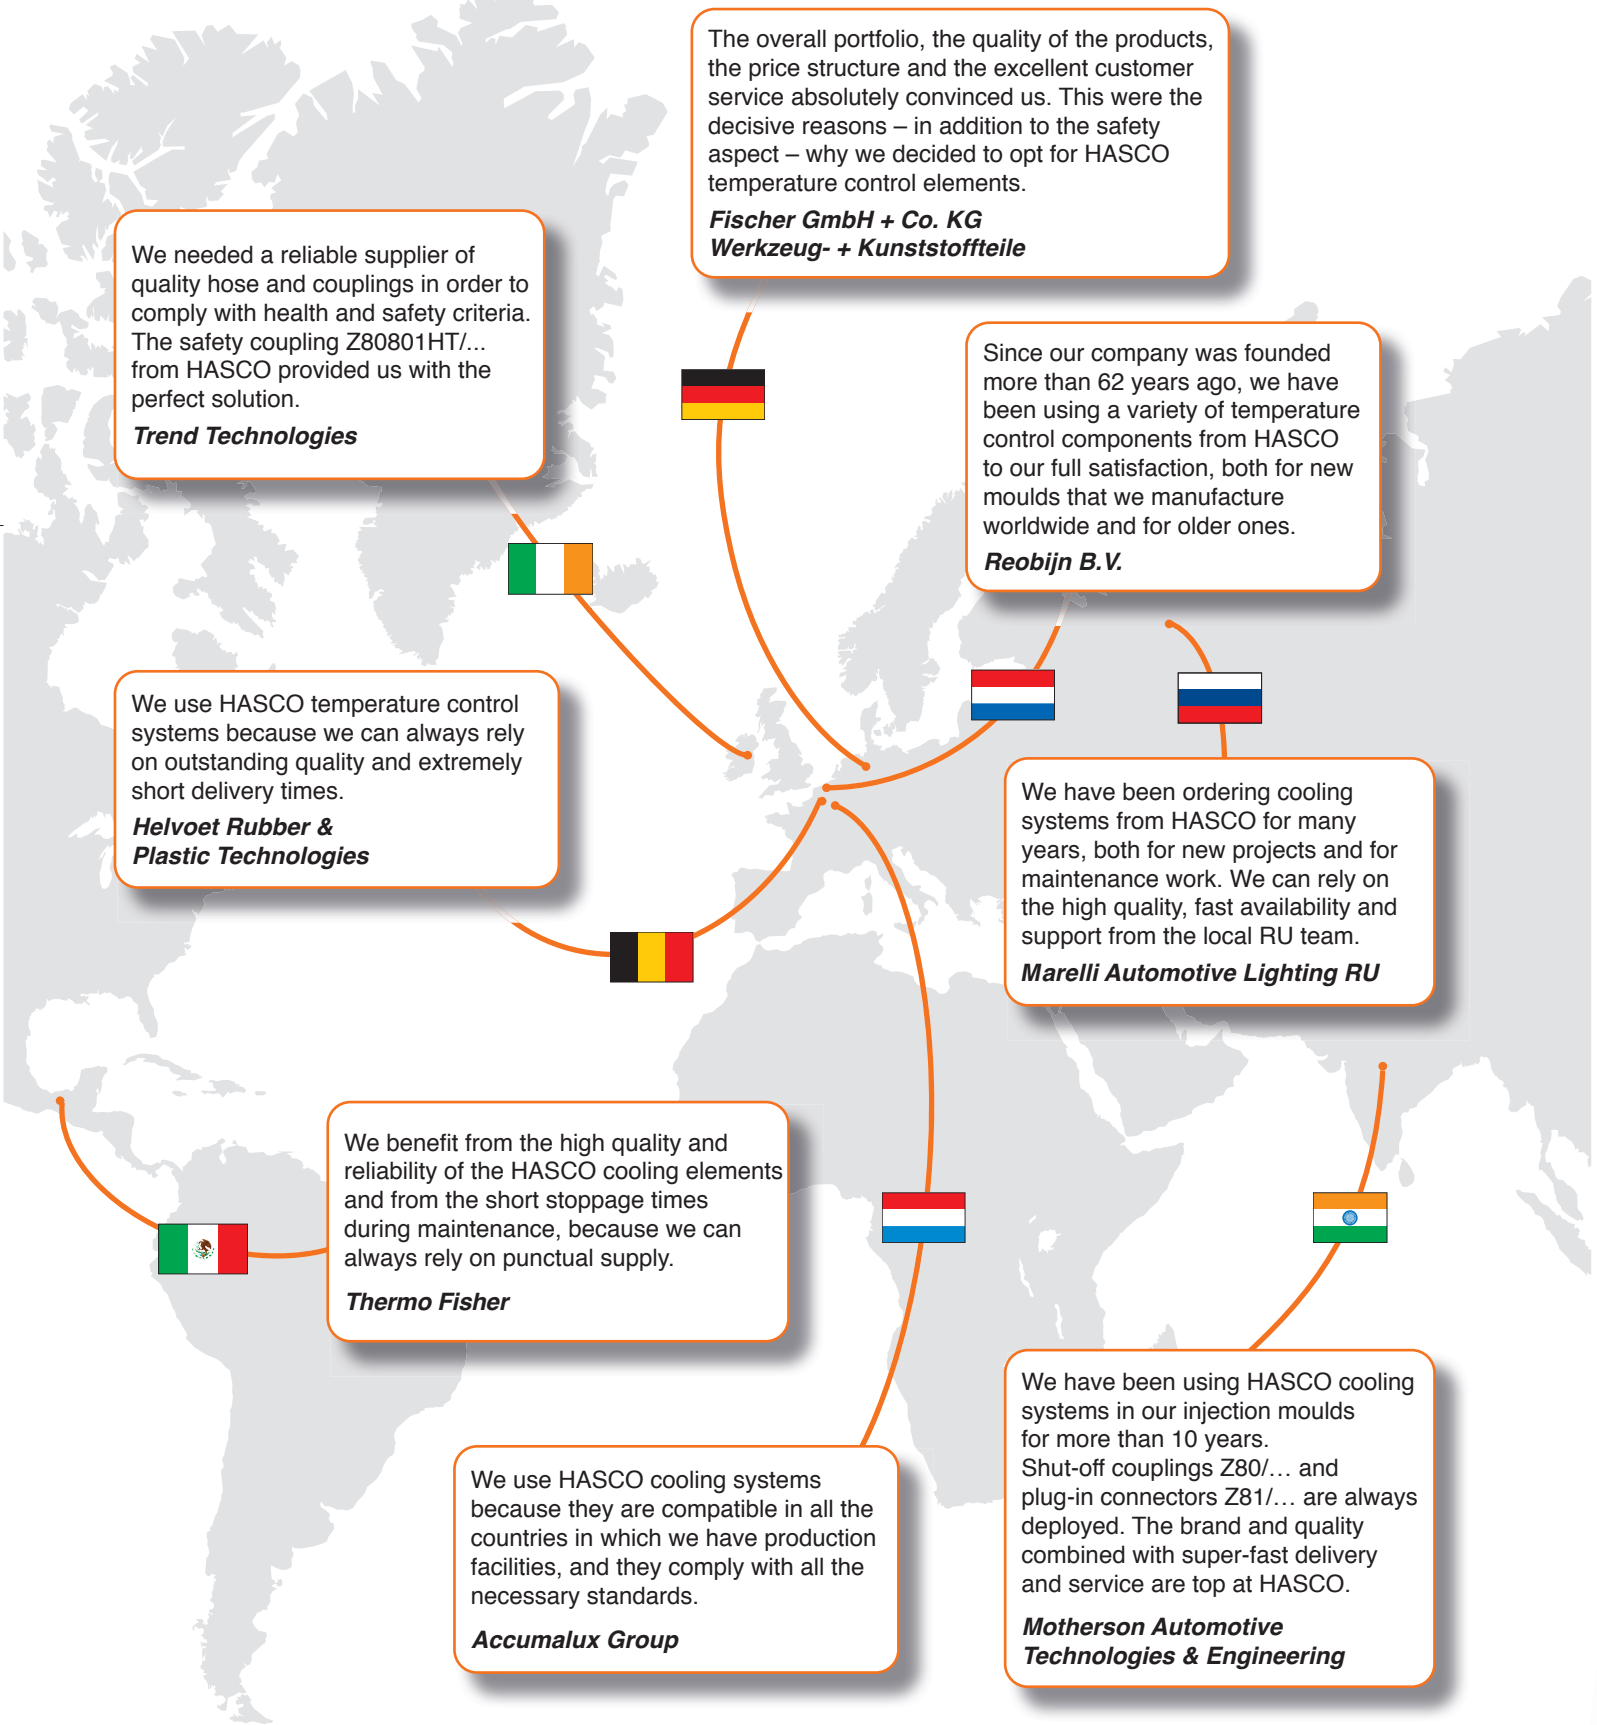 The overall portfolio, the quality of the products,
the price structure and the excellent customer
service absolutely convinced us. This were the
decisive reasons – in addition to the safety
aspect – why we decided to opt for HASCO
temperature control elements.
Fischer GmbH + Co. KG
Werkzeug- + Kunststoffteile
We needed a reliable supplier of
quality hose and couplings in order to
comply with health and safety criteria.
The safety coupling Z80801HT/...
from HASCO provided us with the
perfect solution.
Trend Technologies
Since our company was founded
more than 62 years ago, we have
been using a variety of temperature
control components from HASCO
to our full satisfaction, both for new
moulds that we manufacture
worldwide and for older ones.
Reobijn B.V.
We use HASCO temperature control
systems because we can always rely
on outstanding quality and extremely
short delivery times.
Helvoet Rubber &
Plastic Technologies
We have been ordering cooling
systems from HASCO for many
years, both for new projects and for
maintenance work. We can rely on
the high quality, fast availability and
support from the local RU team.
Marelli Automotive Lighting RU
We benefit from the high quality and
reliability of the HASCO cooling elements
and from the short stoppage times
during maintenance, because we can
always rely on punctual supply.
Thermo Fisher
We use HASCO cooling systems
because they are compatible in all the
countries in which we have production
facilities, and they comply with all the
necessary standards.
Accumalux Group
We have been using HASCO cooling
systems in our injection moulds
for more than 10 years.
Shut-off couplings Z80/… and
plug-in connectors Z81/… are always
deployed. The brand and quality
combined with super-fast delivery
and service are top at HASCO.
Motherson Automotive
Technologies & Engineering